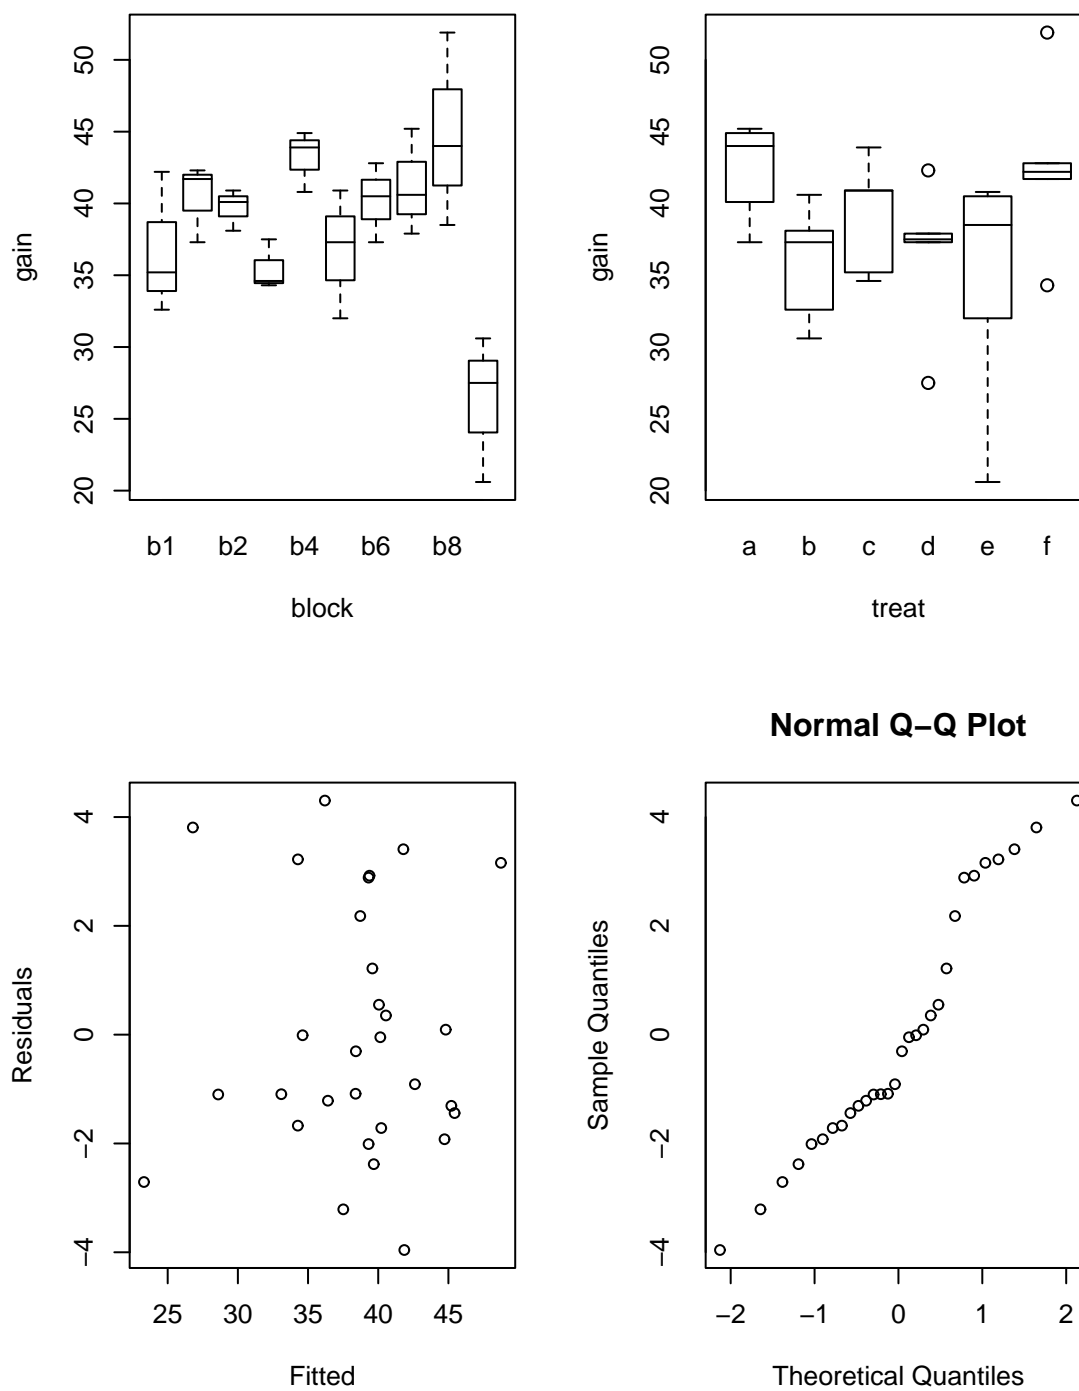 50
45
40
35
30
25
20
gain
b1 b2 b4 b6 b8
block
50
45
40
35
30
25
20
gain
a b c d e f
treat
4
2
0
−2
−4
Residuals
25 30 35 40 45
Fitted
Normal Q−Q Plot
4
2
0
−2
−4
Sample Quantiles
−2 −1 0 1 2
Theoretical Quantiles